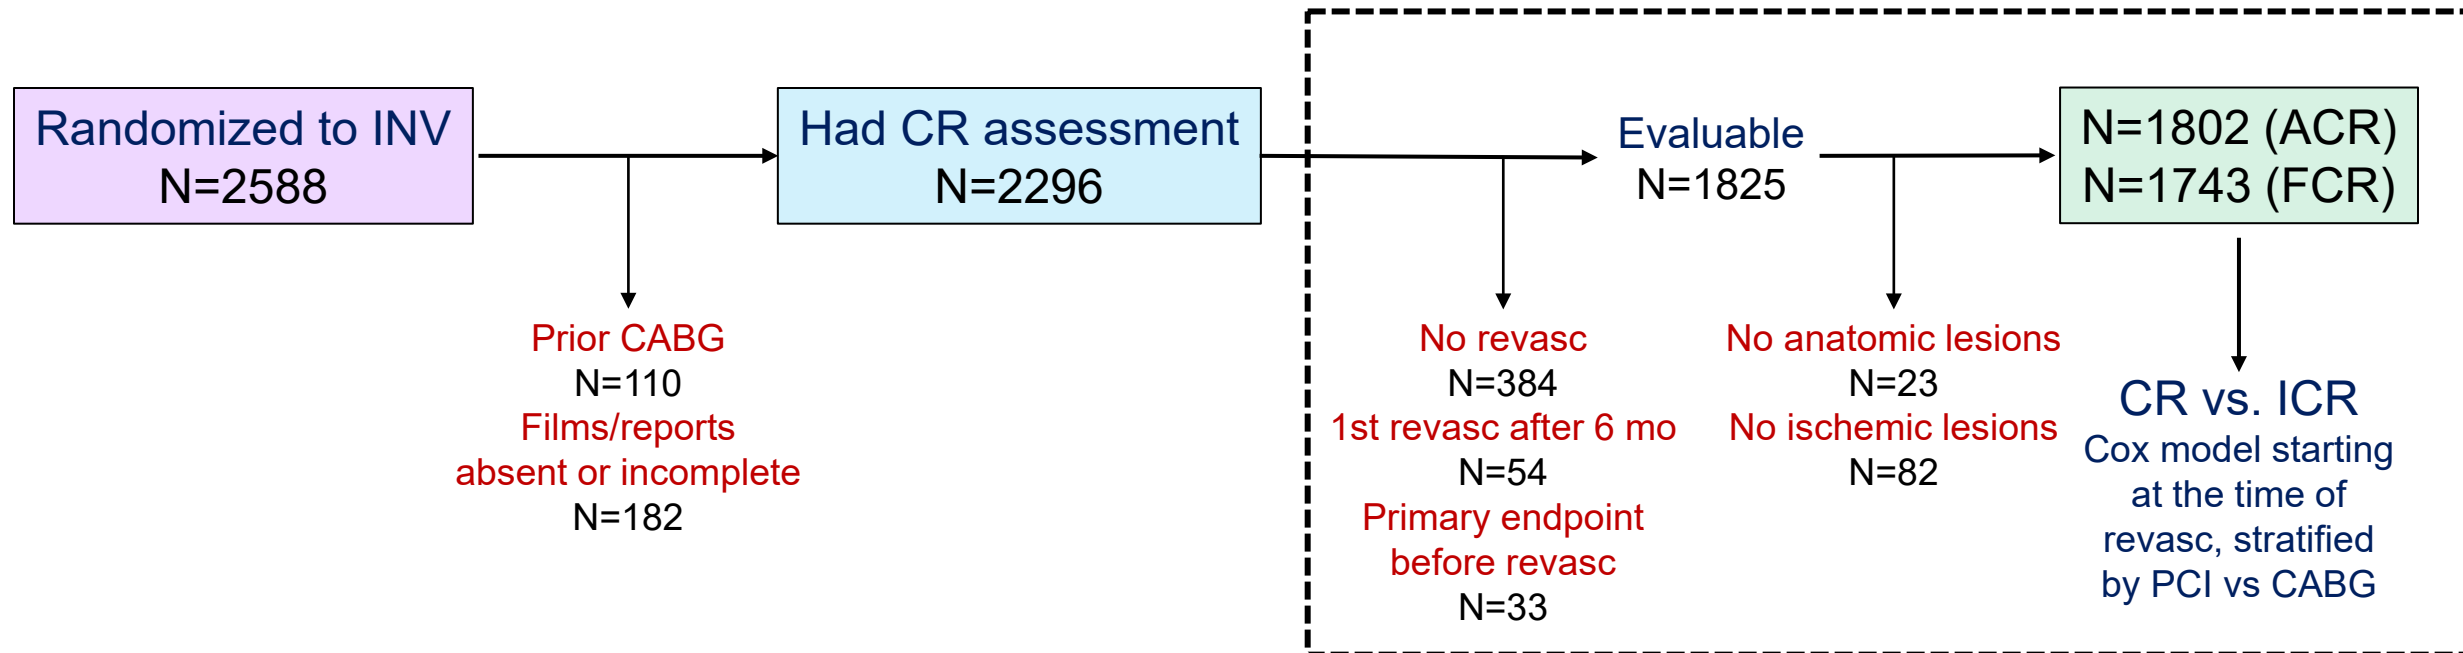 Randomized to INV
N=2588
Had CR assessment
N=2296
Evaluable
N=1825
N=1802 (ACR)
N=1743 (FCR)
Prior CABG
N=110
Films/reports
absent or incomplete
N=182
No revasc
N=384
1st revasc after 6 mo
N=54
Primary endpoint
before revasc
N=33
No anatomic lesions
N=23
No ischemic lesions
N=82
CR vs. ICR
Cox model starting
at the time of
revasc, stratified
by PCI vs CABG